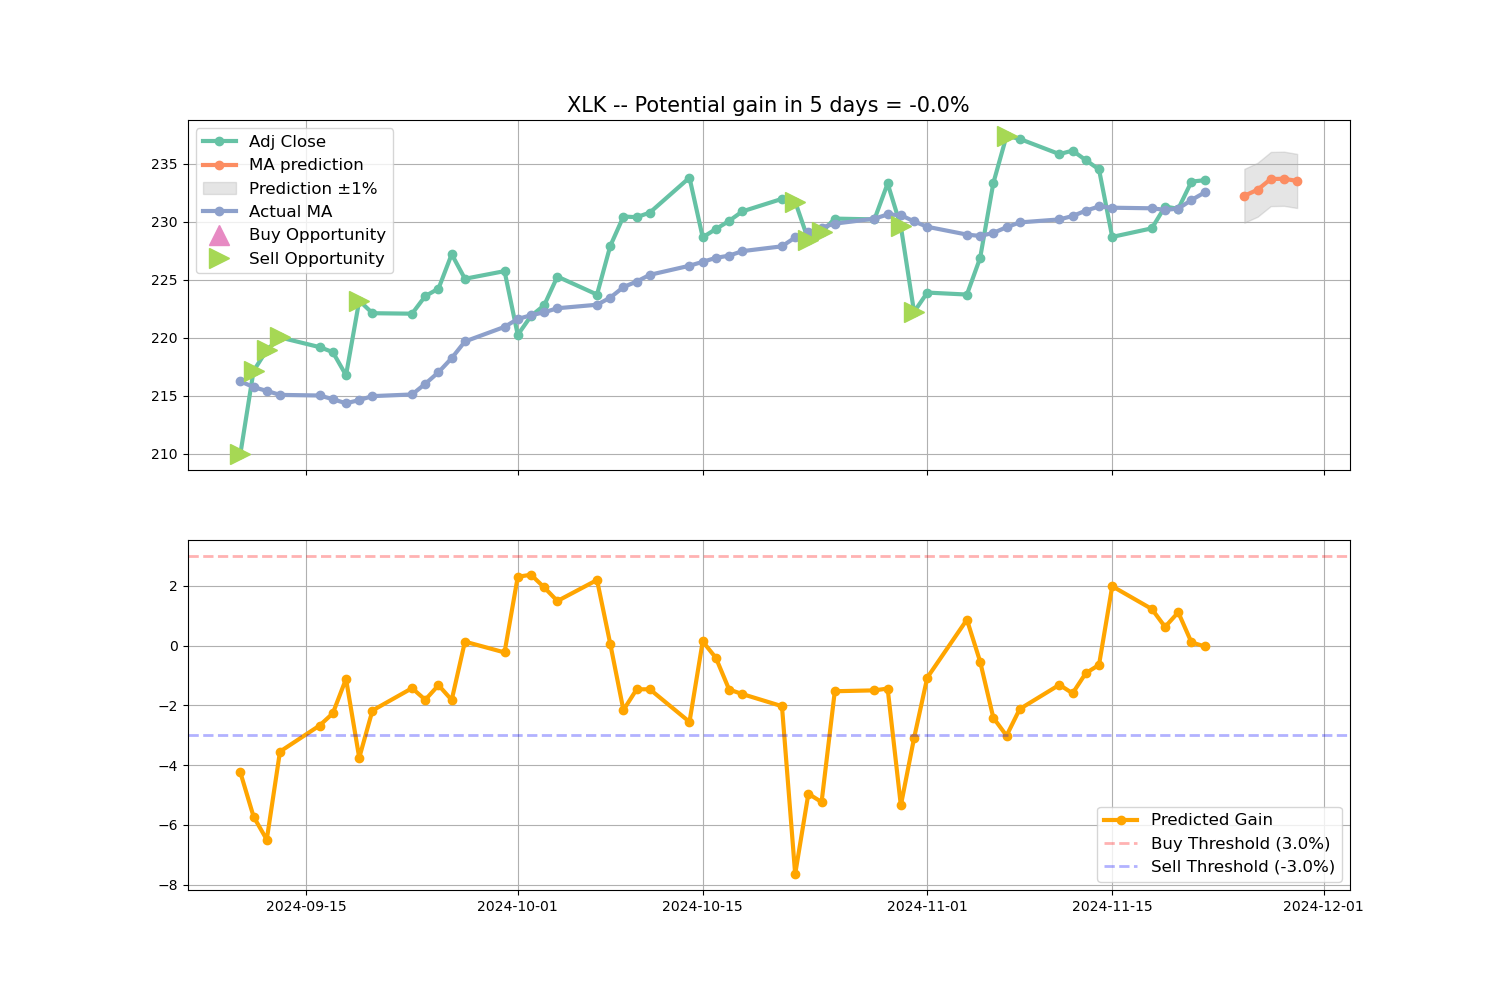 XLK -- Potential gain in 5 days = -0.0%
Adj Close
MA prediction
Prediction ±1%
Actual MA
Buy Opportunity
Sell Opportunity
235
230
225
220
215
210
2
0
−2
−4
−6
−8
Predicted Gain
Buy Threshold (3.0%)
Sell Threshold (-3.0%)
2024-09-15 2024-10-01 2024-10-15 2024-11-01 2024-11-15 2024-12-01